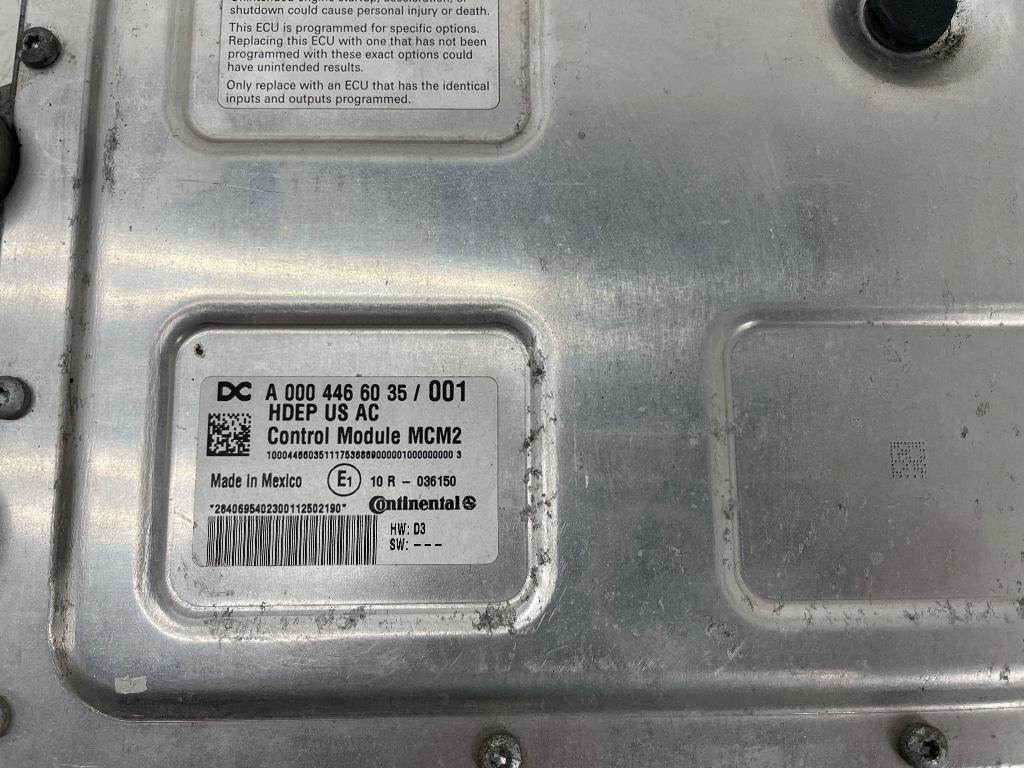 shutdown could cause personal injury or death.
This ECU is programmed for specific options.
Replacing this ECU with one that has not been
programmed with these exact options could
have unintended results.
Only replace with an ECU that has the identical
inputs and outputs programmed.
DC A 000 446 60 35 / 001
HDEP US AC
Control Module MCM2
10004466035111753688900000100000000 3
Made in Mexico E1 10 R - 036150
*2840695402300112502190* Continental
HW: D3
SW: ---